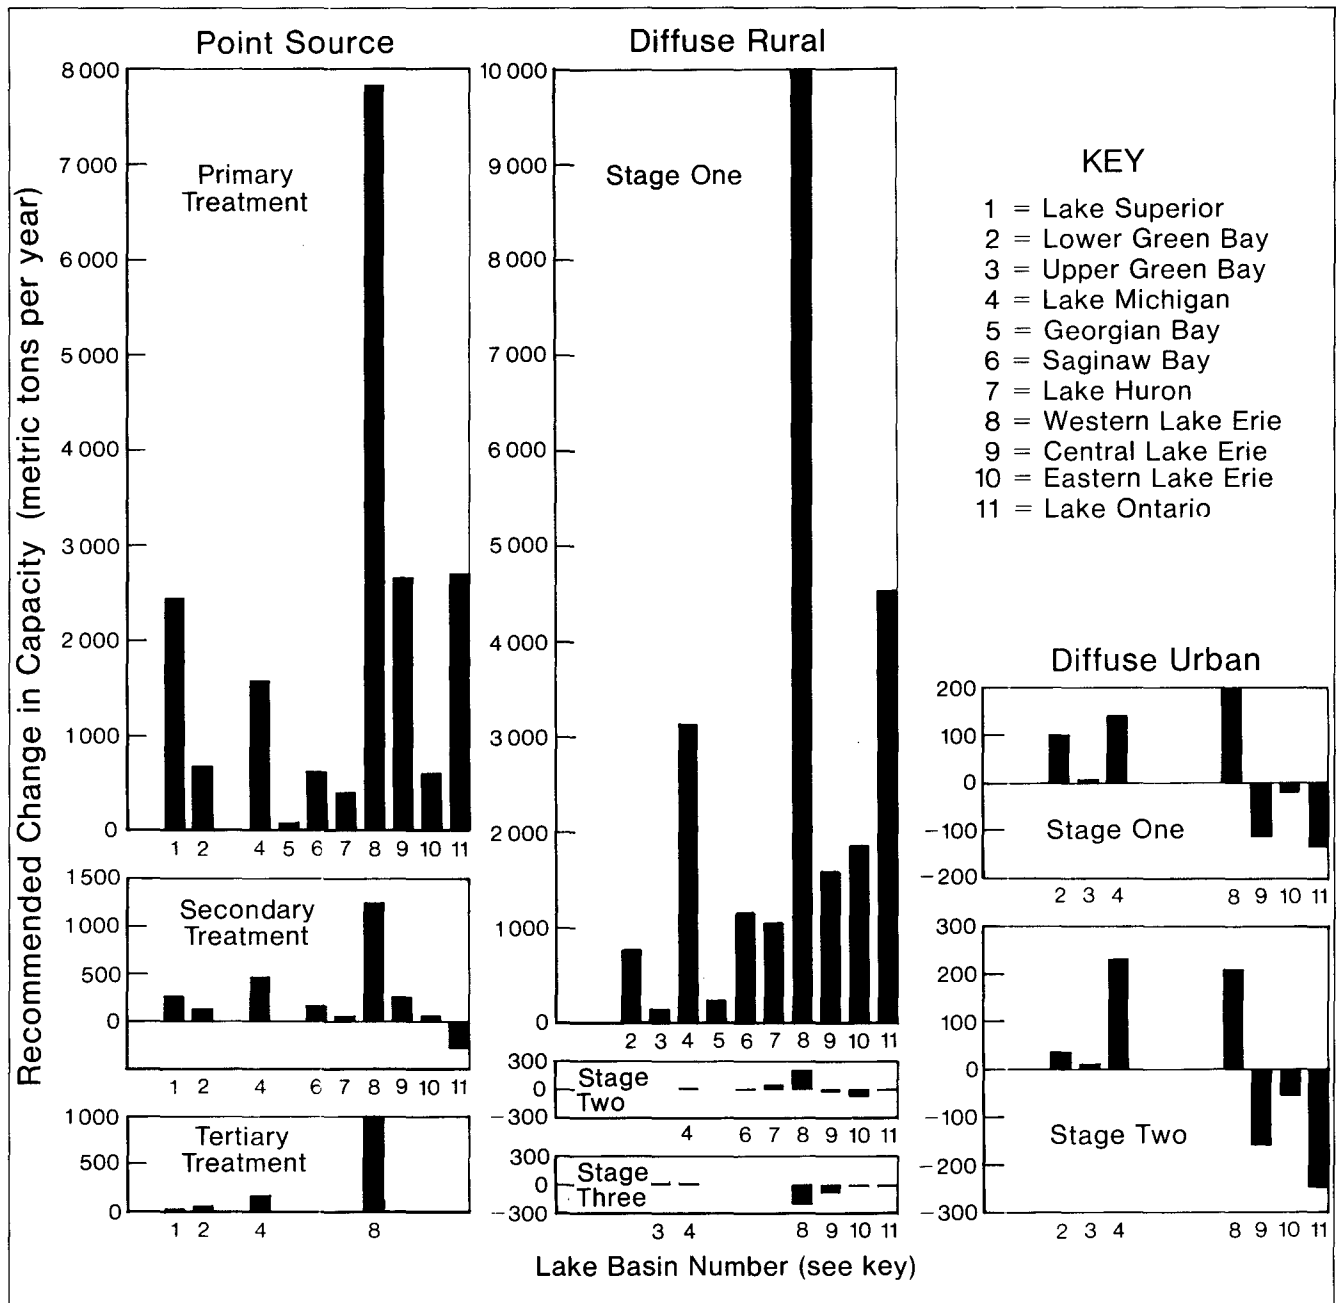 Point Source
Diffuse Rural
Recommended Change in Capacity (metric tons per year)
8 000
7 000
6 000
5 000
4 000
3 000
2 000
1 000
0
Primary
Treatment
1 2 4 5 6 7 8 9 10 11
1500
1000
500
0
Secondary
Treatment
1 2 4 6 7 8 9 10 11
1000
500
0
Tertiary
Treatment
1 2 4 8
10 000
9 000
8 000
7 000
6 000
5 000
4 000
3 000
2 000
1 000
0
Stage One
2 3 4 5 6 7 8 9 10 11
300
0
-300
Stage
Two
4 6 7 8 9 10 11
300
0
-300
Stage
Three
3 4 8 9 10 11
KEY
1 = Lake Superior
2 = Lower Green Bay
3 = Upper Green Bay
4 = Lake Michigan
5 = Georgian Bay
6 = Saginaw Bay
7 = Lake Huron
8 = Western Lake Erie
9 = Central Lake Erie
10 = Eastern Lake Erie
11 = Lake Ontario
Diffuse Urban
200
100
0
-100
-200
Stage One
2 3 4 8 9 10 11
300
200
100
0
-100
-200
-300
Stage Two
2 3 4 8 9 10 11
Lake Basin Number (see key)